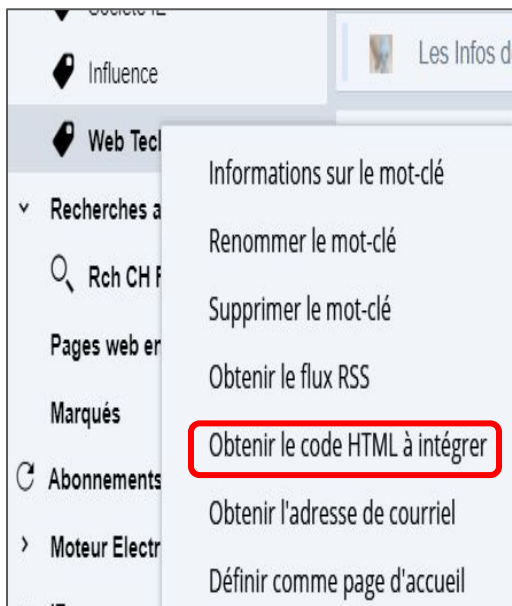 Influence
Les Infos d
Web Tecl
Informations sur le mot-clé
Recherches a
Renommer le mot-clé
Rch CH F
Supprimer le mot-clé
Pages web er
Obtenir le flux RSS
Marqués
Obtenir le code HTML à intégrer
Abonnements
Obtenir l'adresse de courriel
Moteur Electr
Définir comme page d'accueil